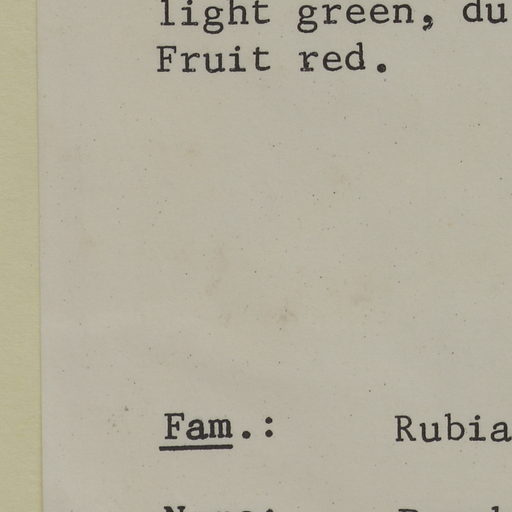 light green, du
Fruit red.
Fam.: Rubia